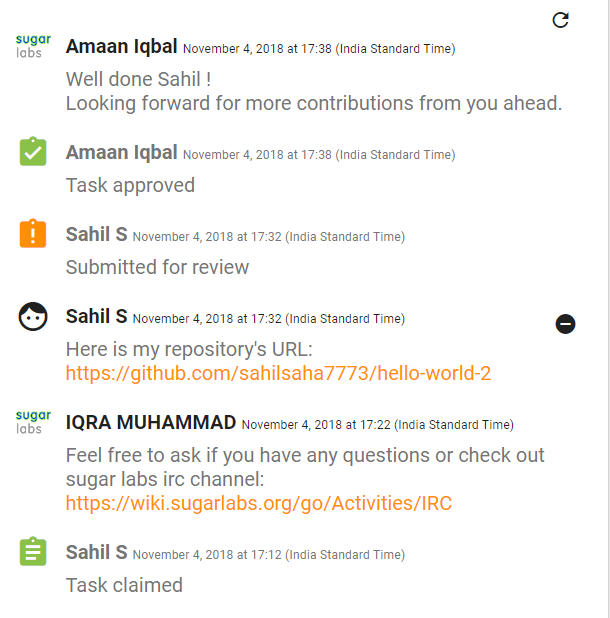 sugar
labs
Amaan Iqbal November 4, 2018 at 17:38 (India Standard Time)
Well done Sahil !
Looking forward for more contributions from you ahead.
Amaan Iqbal November 4, 2018 at 17:38 (India Standard Time)
Task approved
Sahil S November 4, 2018 at 17:32 (India Standard Time)
Submitted for review
Sahil S November 4, 2018 at 17:32 (India Standard Time)
Here is my repository's URL:
https://github.com/sahilsaha7773/hello-world-2
sugar
labs
IQRA MUHAMMAD November 4, 2018 at 17:22 (India Standard Time)
Feel free to ask if you have any questions or check out
sugar labs irc channel:
https://wiki.sugarlabs.org/go/Activities/IRC
Sahil S November 4, 2018 at 17:12 (India Standard Time)
Task claimed